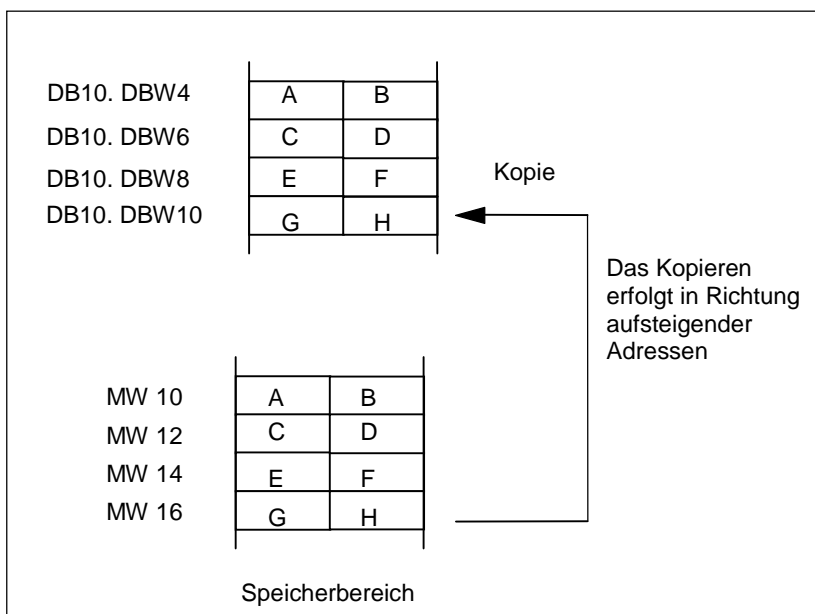 DB10. DBW4 A B
DB10. DBW6 C D
DB10. DBW8 E F
DB10. DBW10 G H
Kopie
Das Kopieren
erfolgt in Richtung
aufsteigender
Adressen
MW 10 A B
MW 12 C D
MW 14 E F
MW 16 G H
Speicherbereich